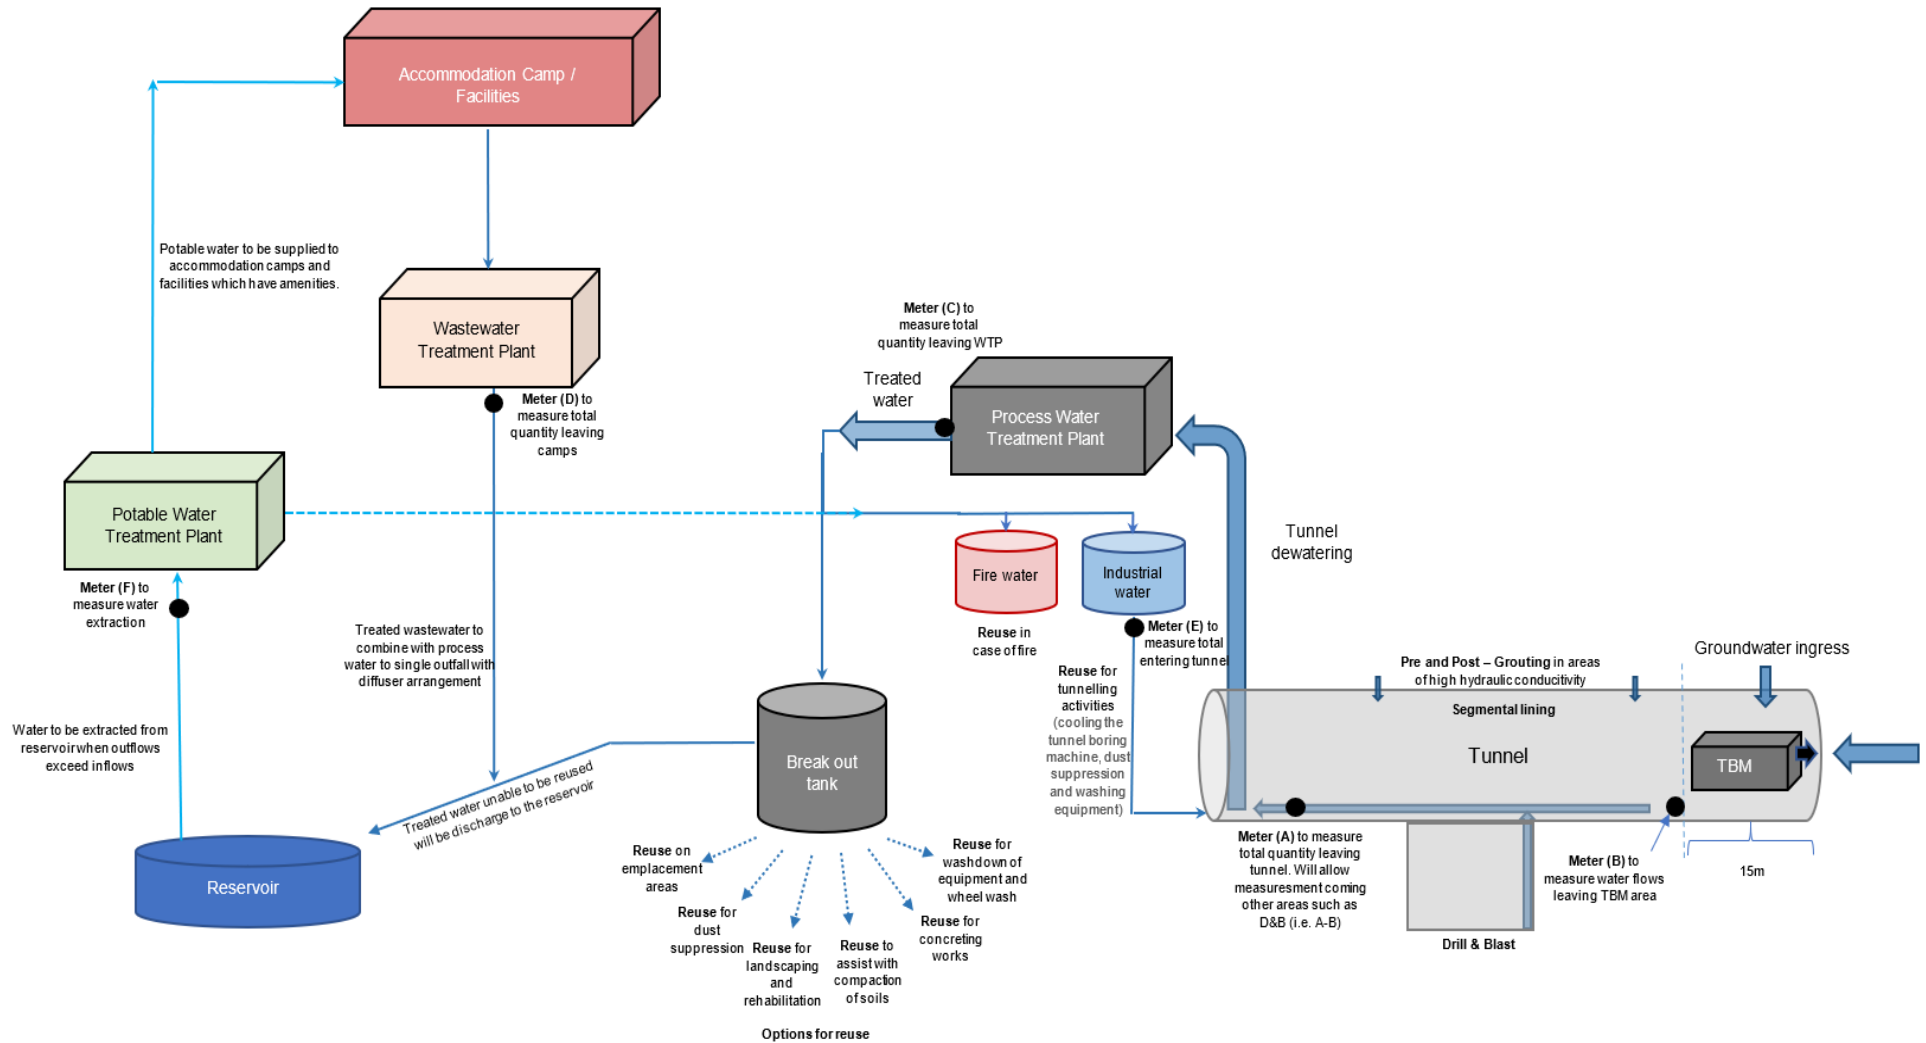 Accommodation Camp /
Facilities
Potable water to be supplied to
accommodation camps and
facilities which have amenities.
Wastewater
Treatment Plant
Meter (D) to
measure total
quantity leaving
camps
Meter (C) to
measure total
quantity leaving WTP
Treated
water
Process Water
Treatment Plant
Potable Water
Treatment Plant
Meter (F) to
measure water
extraction
Tunnel
dewatering
Fire water
Industrial
water
Reuse in
case of fire
Meter (E) to
measure total
entering tunnel
Treated wastewater to
combine with process
water to single outfall with
diffuser arrangement
Reuse for
tunnelling
activities
(cooling the
tunnel boring
machine, dust
suppression
and washing
equipment)
Pre and Post – Grouting in areas
of high hydraulic conductivity
Groundwater ingress
Segmental lining
Tunnel
TBM
Water to be extracted from
reservoir when outflows
exceed inflows
Break out
tank
Treated water unable to be reused
will be discharge to the reservoir
Reservoir
Meter (A) to measure
total quantity leaving
tunnel. Will allow
measuresment coming
other areas such as
D&B (i.e. A-B)
Meter (B) to
measure water flows
leaving TBM area
15m
Drill & Blast
Reuse on
emplacement
areas
Reuse for
dust
suppression
Reuse for
landscaping
and
rehabilitation
Reuse to
assist with
compaction
of soils
Reuse for
concreting
works
Reuse for
washdown of
equipment and
wheel wash
Options for reuse